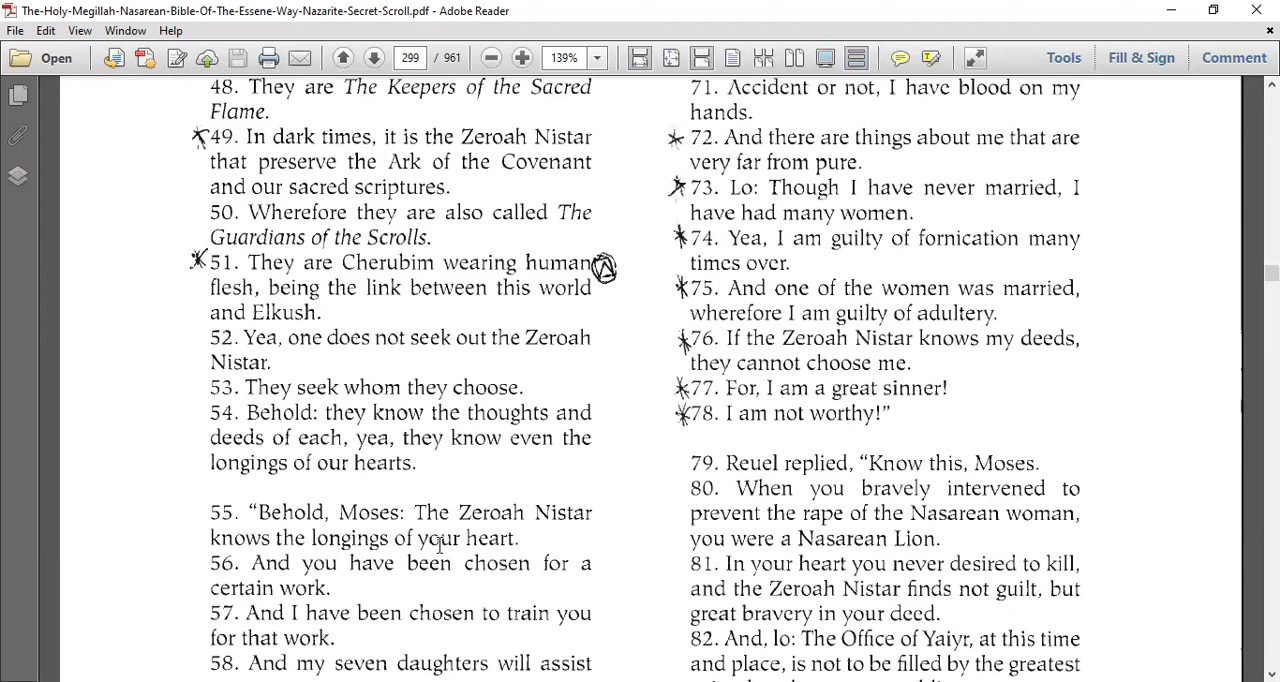 The-Holy-Megillah-Nasarean-Bible-Of-The-Essene-Way-Nazarite-Secret-Scroll.pdf - Adobe Reader
File Edit View Window Help
Open 299 / 961 139% Tools Fill & Sign Comment
48. They are The Keepers of the Sacred
Flame.
49. In dark times, it is the Zeroah Nistar
that preserve the Ark of the Covenant
and our sacred scriptures.
50. Wherefore they are also called The
Guardians of the Scrolls.
51. They are Cherubim wearing human
flesh, being the link between this world
and Elkush.
52. Yea, one does not seek out the Zeroah
Nistar.
53. They seek whom they choose.
54. Behold: they know the thoughts and
deeds of each, yea, they know even the
longings of our hearts.
55. “Behold, Moses: The Zeroah Nistar
knows the longings of your heart.
56. And you have been chosen for a
certain work.
57. And I have been chosen to train you
for that work.
58. And my seven daughters will assist
71. Accident or not, I have blood on my
hands.
72. And there are things about me that are
very far from pure.
73. Lo: Though I have never married, I
have had many women.
74. Yea, I am guilty of fornication many
times over.
75. And one of the women was married,
wherefore I am guilty of adultery.
76. If the Zeroah Nistar knows my deeds,
they cannot choose me.
77. For, I am a great sinner!
78. I am not worthy!”
79. Reuel replied, “Know this, Moses.
80. When you bravely intervened to
prevent the rape of the Nasarean woman,
you were a Nasarean Lion.
81. In your heart you never desired to kill,
and the Zeroah Nistar finds not guilt, but
great bravery in your deed.
82. And, lo: The Office of Yaiyr, at this time
and place, is not to be filled by the greatest